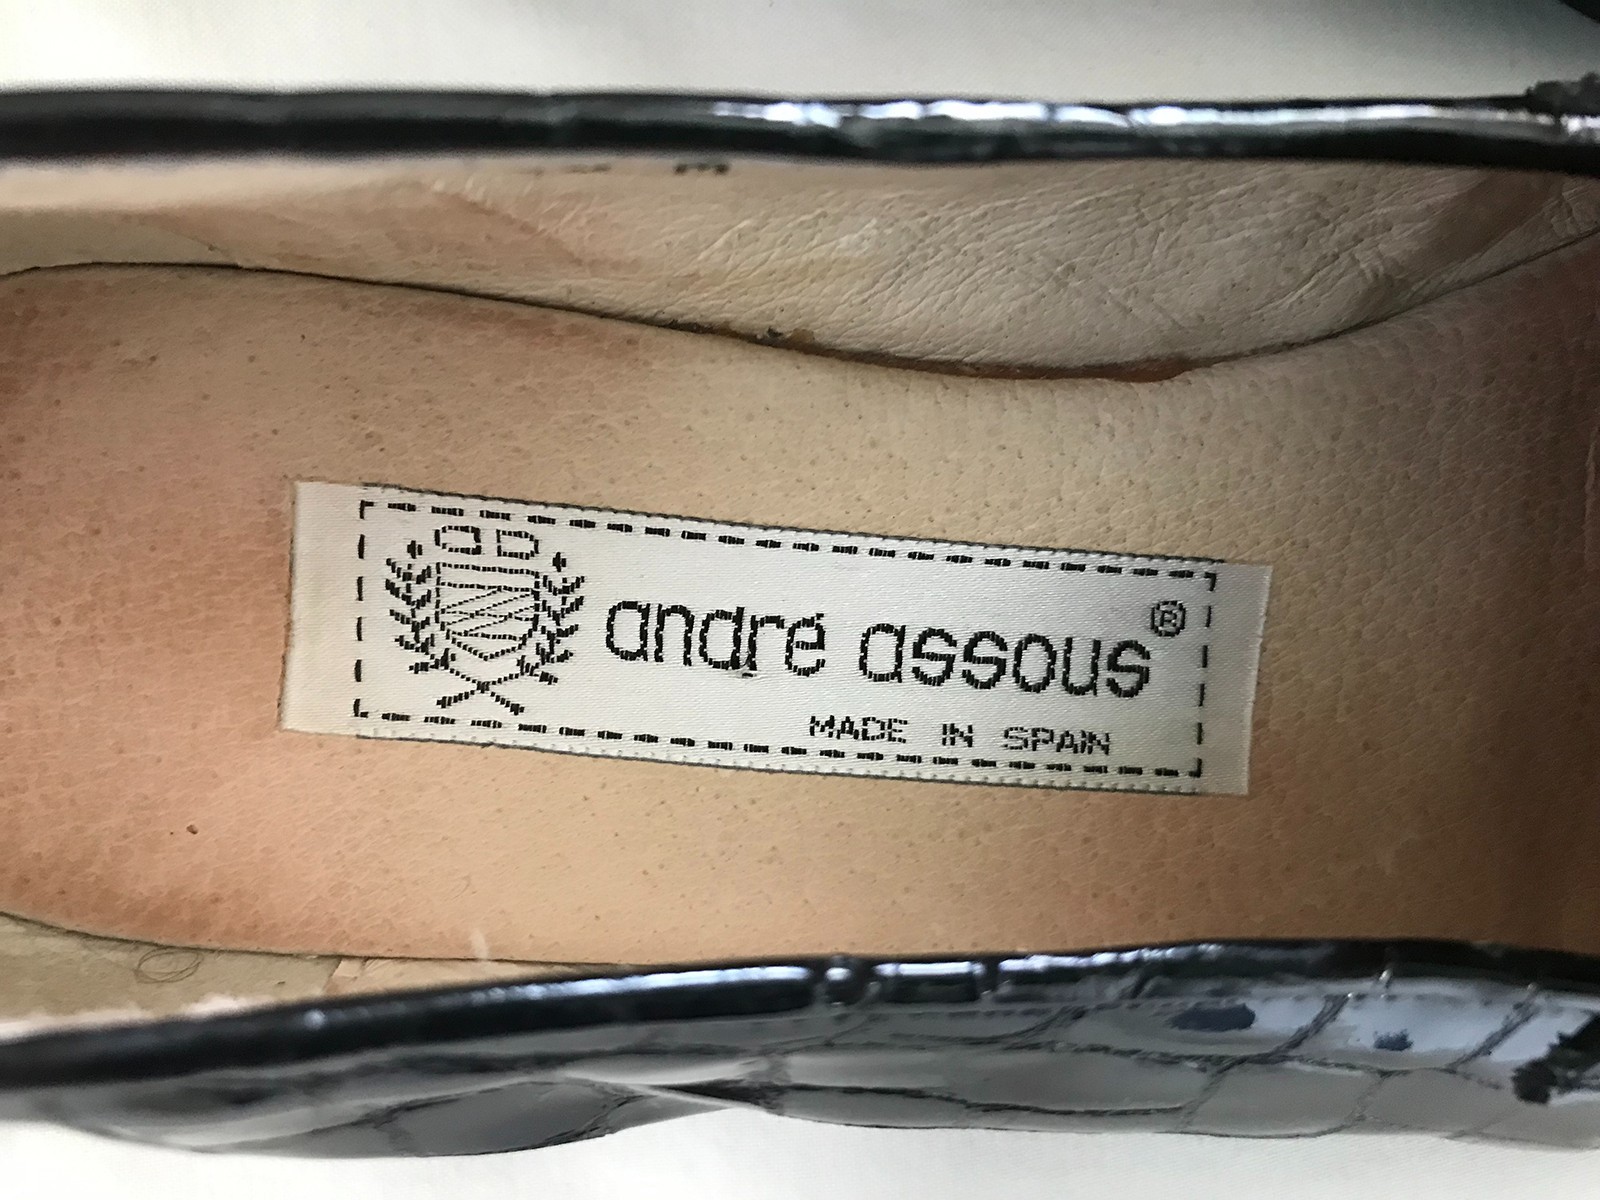 andré assous®
MADE IN SPAIN